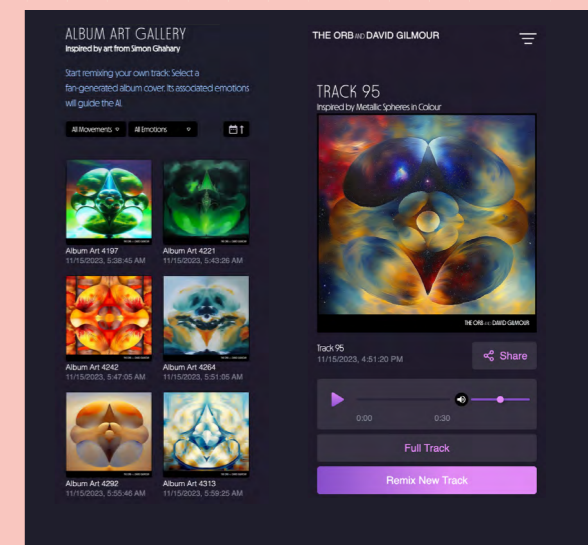 ALBUM ART GALLERY
Inspired by art from Simon Ghahary
Start remixing your own track: Select a
fan-generated album cover. Its associated emotions
will guide the AI.
All Movements
All Emotions
Album Art 4197
11/15/2023, 5:38:45 AM
Album Art 4221
11/15/2023, 5:43:26 AM
Album Art 4242
11/15/2023, 5:47:05 AM
Album Art 4264
11/15/2023, 5:51:05 AM
Album Art 4292
11/15/2023, 5:55:46 AM
Album Art 4313
11/15/2023, 5:59:25 AM
THE ORB AND DAVID GILMOUR
TRACK 95
Inspired by Metallic Spheres in Colour
THE ORB AND DAVID GILMOUR
Track 95
11/15/2023, 4:51:20 PM
Share
0:00
0:30
Full Track
Remix New Track